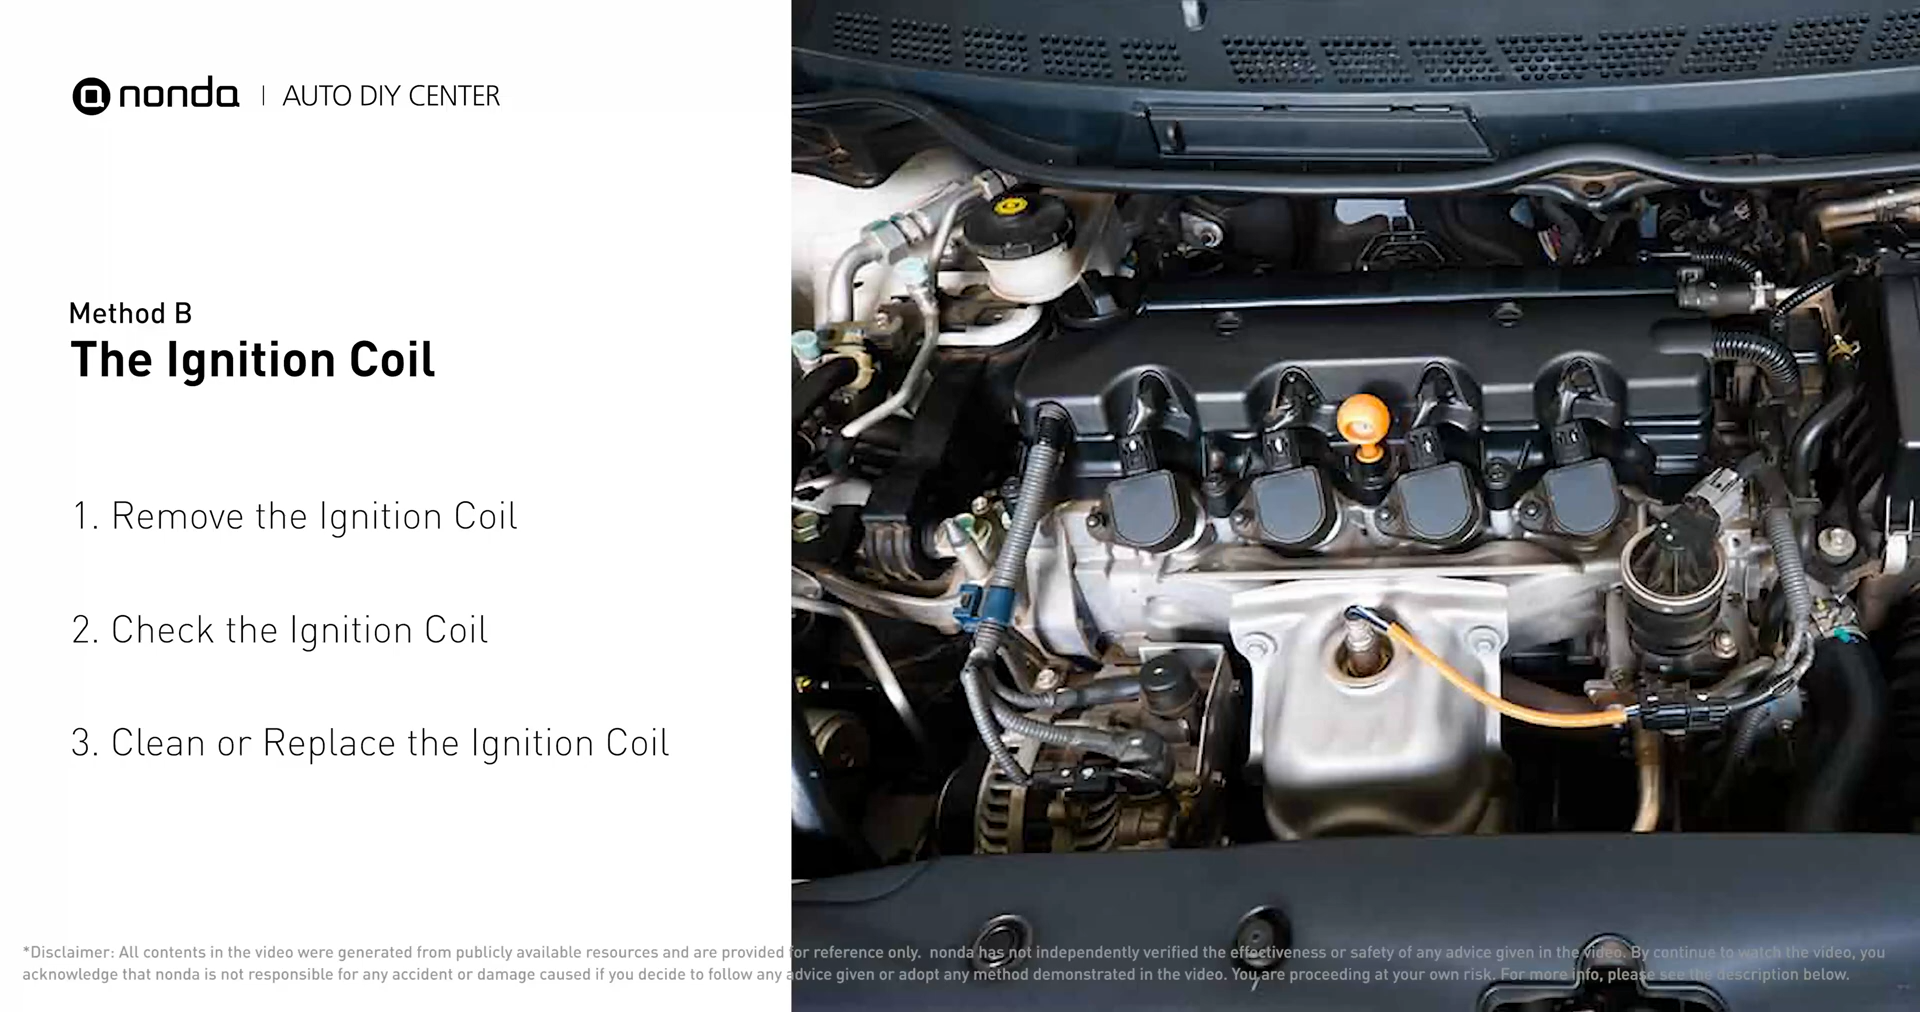 nonda | AUTO DIY CENTER
Method B
The Ignition Coil
1. Remove the Ignition Coil
2. Check the Ignition Coil
3. Clean or Replace the Ignition Coil
*Disclaimer: All contents in the video were generated from publicly available resources and are provided for reference only. nonda has not independently verified the effectiveness or safety of any advice given in the video. By continue to watch the video, you
acknowledge that nonda is not responsible for any accident or damage caused if you decide to follow any advice given or adopt any method demonstrated in the video. You are proceeding at your own risk. For more info, please see the description below.